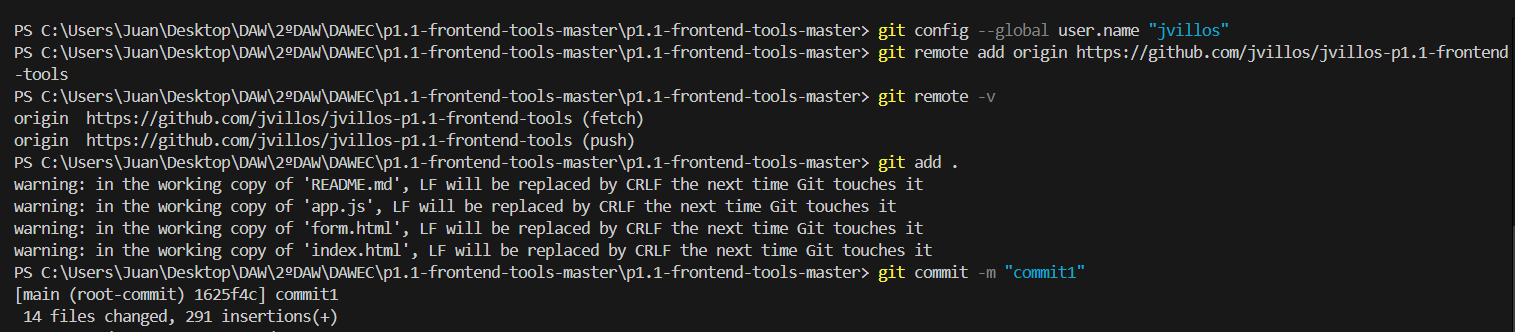 PS C:\Users\Juan\Desktop\DAW\2ºDAW\DAWEC\p1.1-frontend-tools-master\p1.1-frontend-tools-master> git config --global user.name "jvillos"
PS C:\Users\Juan\Desktop\DAW\2ºDAW\DAWEC\p1.1-frontend-tools-master\p1.1-frontend-tools-master> git remote add origin https://github.com/jvillos/jvillos-p1.1-frontend
-tools
PS C:\Users\Juan\Desktop\DAW\2ºDAW\DAWEC\p1.1-frontend-tools-master\p1.1-frontend-tools-master> git remote -v
origin  https://github.com/jvillos/jvillos-p1.1-frontend-tools (fetch)
origin  https://github.com/jvillos/jvillos-p1.1-frontend-tools (push)
PS C:\Users\Juan\Desktop\DAW\2ºDAW\DAWEC\p1.1-frontend-tools-master\p1.1-frontend-tools-master> git add .
warning: in the working copy of 'README.md', LF will be replaced by CRLF the next time Git touches it
warning: in the working copy of 'app.js', LF will be replaced by CRLF the next time Git touches it
warning: in the working copy of 'form.html', LF will be replaced by CRLF the next time Git touches it
warning: in the working copy of 'index.html', LF will be replaced by CRLF the next time Git touches it
PS C:\Users\Juan\Desktop\DAW\2ºDAW\DAWEC\p1.1-frontend-tools-master\p1.1-frontend-tools-master> git commit -m "commit1"
[main (root-commit) 1625f4c] commit1
 14 files changed, 291 insertions(+)